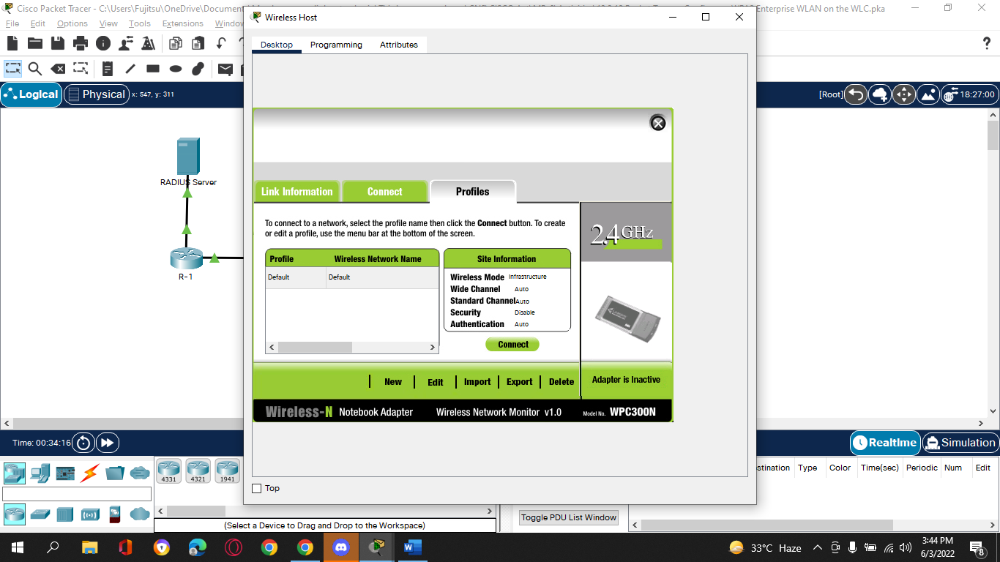 Cisco Packet Tracer - C:\Users\Fujitsu\OneDrive\Document
Enterprise WLAN on the WLC.pka
File Edit Options View Tools Extensions Window
Wireless Host
Desktop Programming Attributes
Logical Physical x: 547, y: 311
[Root] 18:27:00
RADIUS Server
R-1
Link Information Connect Profiles
To connect to a network, select the profile name then click the Connect button. To create
or edit a profile, use the menu bar at the bottom of the screen.
2.4GHz
Profile Wireless Network Name
Default Default
Site Information
Wireless Mode Infrastructure
Wide Channel Auto
Standard Channel Auto
Security Disable
Authentication Auto
Connect
New Edit Import Export Delete
Adapter is Inactive
Wireless-N Notebook Adapter Wireless Network Monitor v1.0 Model No. WPC300N
Top
Time: 00:34:16
Realtime Simulation
4331 4321 1941
(Select a Device to Drag and Drop to the Workspace)
Toggle PDU List Window
stination Type Color Time(sec) Periodic Num Edit
33°C Haze
3:44 PM
6/3/2022
8